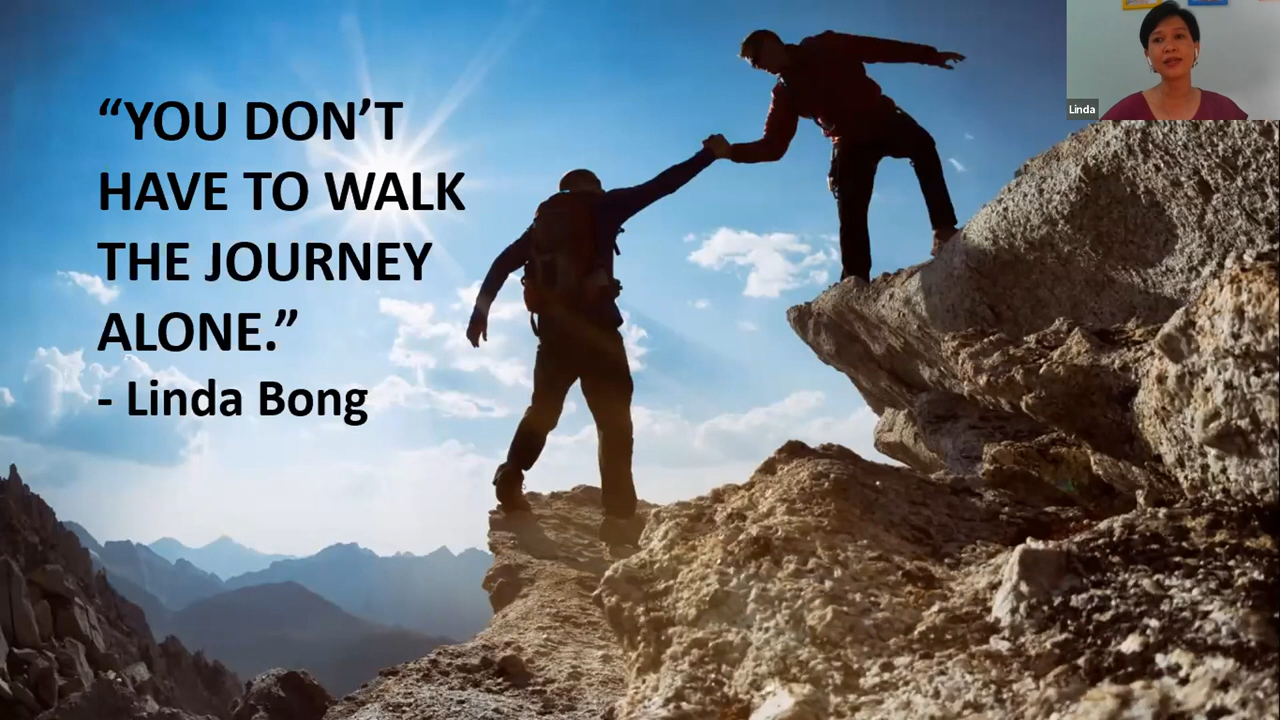 “YOU DON’T
HAVE TO WALK
THE JOURNEY
ALONE.”
- Linda Bong
Linda